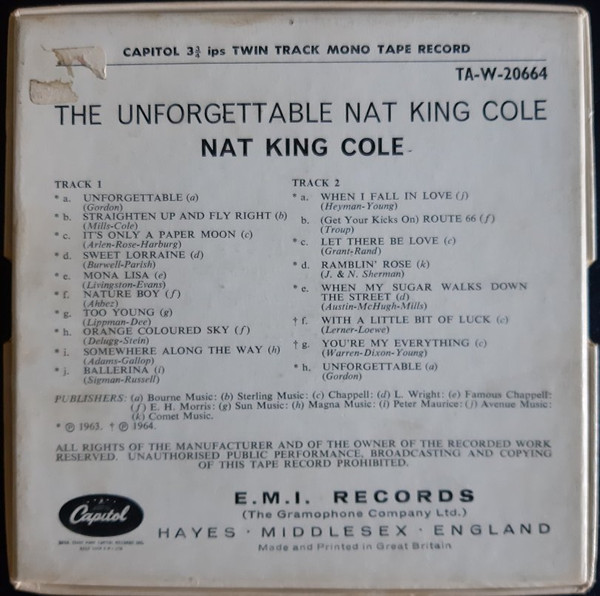 CAPITOL 3¾ ips TWIN TRACK MONO TAPE RECORD
TA-W-20664
THE UNFORGETTABLE NAT KING COLE
NAT KING COLE
TRACK 1
* a. UNFORGETTABLE (a)
(Gordon)
* b. STRAIGHTEN UP AND FLY RIGHT (b)
(Mills-Cole)
* c. IT'S ONLY A PAPER MOON (c)
(Arlen-Rose-Harburg)
* d. SWEET LORRAINE (d)
(Burwell-Parish)
* e. MONA LISA (e)
(Livingston-Evans)
* f. NATURE BOY (f)
(Ahbez)
* g. TOO YOUNG (g)
(Lippman-Dee)
* h. ORANGE COLOURED SKY (f)
(Delugg-Stein)
* i. SOMEWHERE ALONG THE WAY (h)
(Adams-Gallop)
* j. BALLERINA (i)
(Sigman-Russell)
TRACK 2
* a. WHEN I FALL IN LOVE (j)
(Heyman-Young)
b. (Get Your Kicks On) ROUTE 66 (f)
(Troup)
* c. LET THERE BE LOVE (c)
(Grant-Rand)
* d. RAMBLIN' ROSE (k)
(J. & N. Sherman)
* e. WHEN MY SUGAR WALKS DOWN
THE STREET (d)
(Austin-McHugh-Mills)
† f. WITH A LITTLE BIT OF LUCK (c)
(Lerner-Loewe)
† g. YOU'RE MY EVERYTHING (c)
(Warren-Dixon-Young)
* h. UNFORGETTABLE (a)
(Gordon)
PUBLISHERS: (a) Bourne Music: (b) Sterling Music: (c) Chappell: (d) L. Wright: (e) Famous Chappell:
(f) E. H. Morris: (g) Sun Music: (h) Magna Music: (i) Peter Maurice: (j) Avenue Music:
(k) Comet Music.
* ℗ 1963. † ℗ 1964.
ALL RIGHTS OF THE MANUFACTURER AND OF THE OWNER OF THE RECORDED WORK
RESERVED. UNAUTHORISED PUBLIC PERFORMANCE, BROADCASTING AND COPYING
OF THIS TAPE RECORD PROHIBITED.
Capitol
E.M.I. RECORDS
(The Gramophone Company Ltd.)
HAYES · MIDDLESEX · ENGLAND
Made and Printed in Great Britain